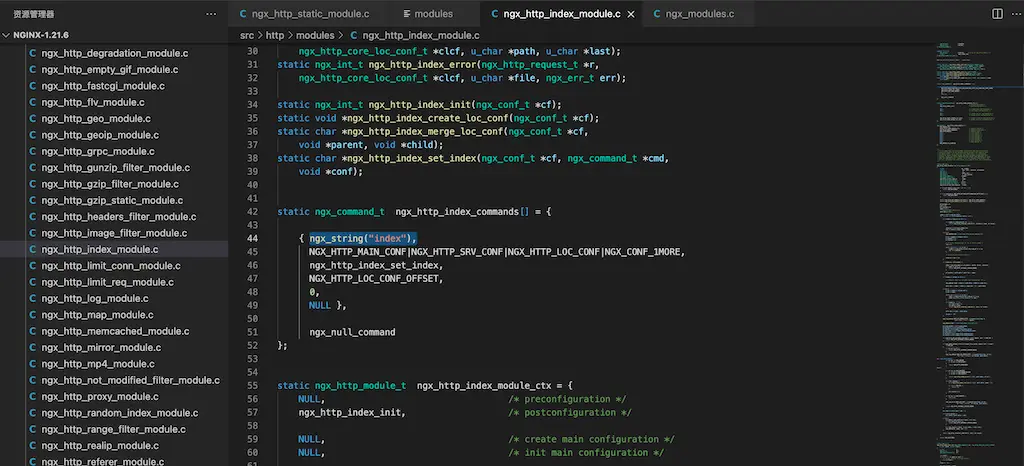 资源管理器 ···
NGINX-1.21.6
C ngx_http_degradation_module.c
C ngx_http_empty_gif_module.c
C ngx_http_fastcgi_module.c
C ngx_http_flv_module.c
C ngx_http_geo_module.c
C ngx_http_geoip_module.c
C ngx_http_grpc_module.c
C ngx_http_gunzip_filter_module.c
C ngx_http_gzip_filter_module.c
C ngx_http_gzip_static_module.c
C ngx_http_headers_filter_module.c
C ngx_http_image_filter_module.c
C ngx_http_index_module.c
C ngx_http_limit_conn_module.c
C ngx_http_limit_req_module.c
C ngx_http_log_module.c
C ngx_http_map_module.c
C ngx_http_memcached_module.c
C ngx_http_mirror_module.c
C ngx_http_mp4_module.c
C ngx_http_not_modified_filter_module.c
C ngx_http_proxy_module.c
C ngx_http_random_index_module.c
C ngx_http_range_filter_module.c
C ngx_http_realip_module.c
C ngx_http_referer_module.c
C ngx_http_static_module.c modules C ngx_http_index_module.c × C ngx_modules.c ···
src > http > modules > C ngx_http_index_module.c
30 ngx_http_core_loc_conf_t *clcf, u_char *path, u_char *last);
31 static ngx_int_t ngx_http_index_error(ngx_http_request_t *r,
32 ngx_http_core_loc_conf_t *clcf, u_char *file, ngx_err_t err);
33
34 static ngx_int_t ngx_http_index_init(ngx_conf_t *cf);
35 static void *ngx_http_index_create_loc_conf(ngx_conf_t *cf);
36 static char *ngx_http_index_merge_loc_conf(ngx_conf_t *cf,
37 void *parent, void *child);
38 static char *ngx_http_index_set_index(ngx_conf_t *cf, ngx_command_t *cmd,
39 void *conf);
40
41
42 static ngx_command_t ngx_http_index_commands[] = {
43
44 { ngx_string("index"),
45 NGX_HTTP_MAIN_CONF|NGX_HTTP_SRV_CONF|NGX_HTTP_LOC_CONF|NGX_CONF_1MORE,
46 ngx_http_index_set_index,
47 NGX_HTTP_LOC_CONF_OFFSET,
48 0,
49 NULL },
50
51 ngx_null_command
52 };
53
54
55 static ngx_http_module_t ngx_http_index_module_ctx = {
56 NULL, /* preconfiguration */
57 ngx_http_index_init, /* postconfiguration */
58
59 NULL, /* create main configuration */
60 NULL, /* init main configuration */
61